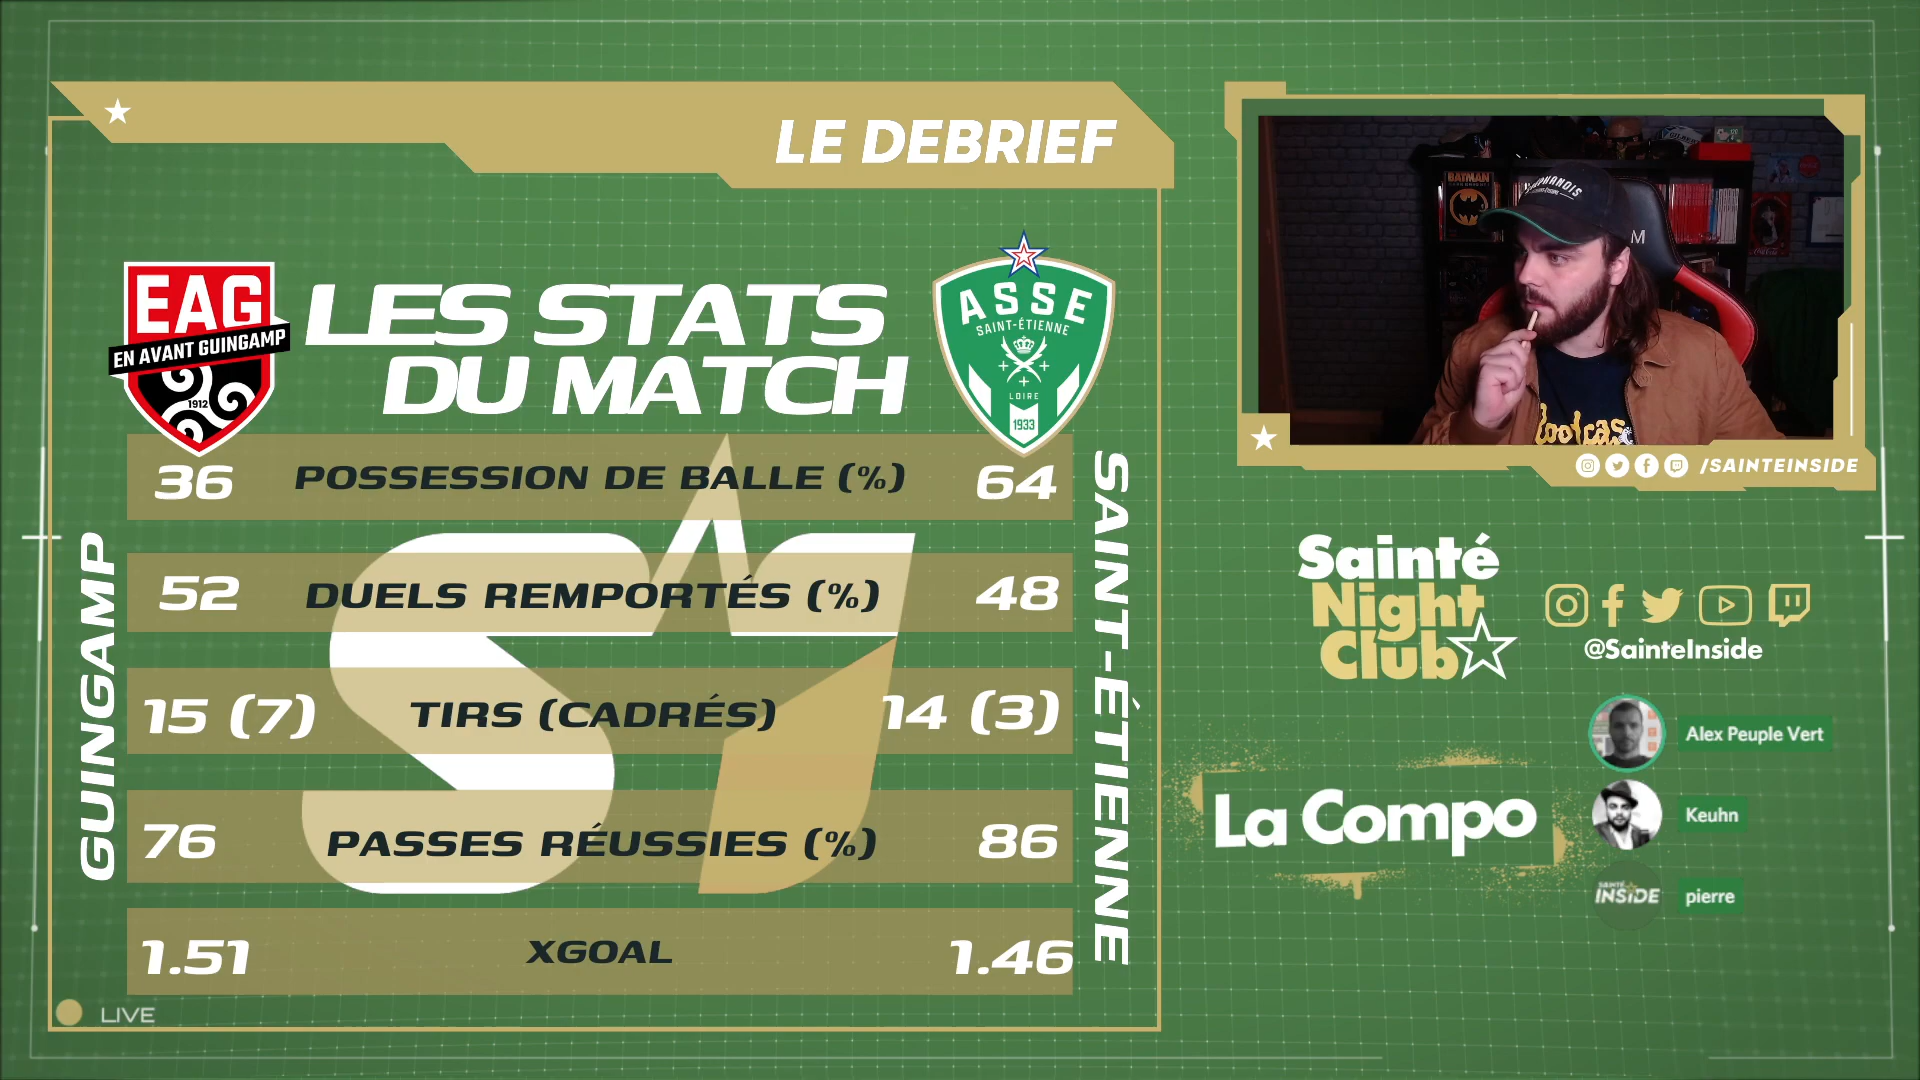 LE DEBRIEF
EAG
EN AVANT GUINGAMP
1912
LES STATS
DU MATCH
ASSE
SAINT-ÉTIENNE
LOIRE
1933
36 POSSESSION DE BALLE (%) 64
52 DUELS REMPORTÉS (%) 48
15 (7) TIRS (CADRÉS) 14 (3)
76 PASSES RÉUSSIES (%) 86
1.51 XGOAL 1.46
GUINGAMP
SAINT-ÉTIENNE
LIVE
BATMAN
M
/SAINTEINSIDE
Sainté
Night
Club
@SainteInside
La Compo
Alex Peuple Vert
Keuhn
SAINTÉ
INSIDE
pierre